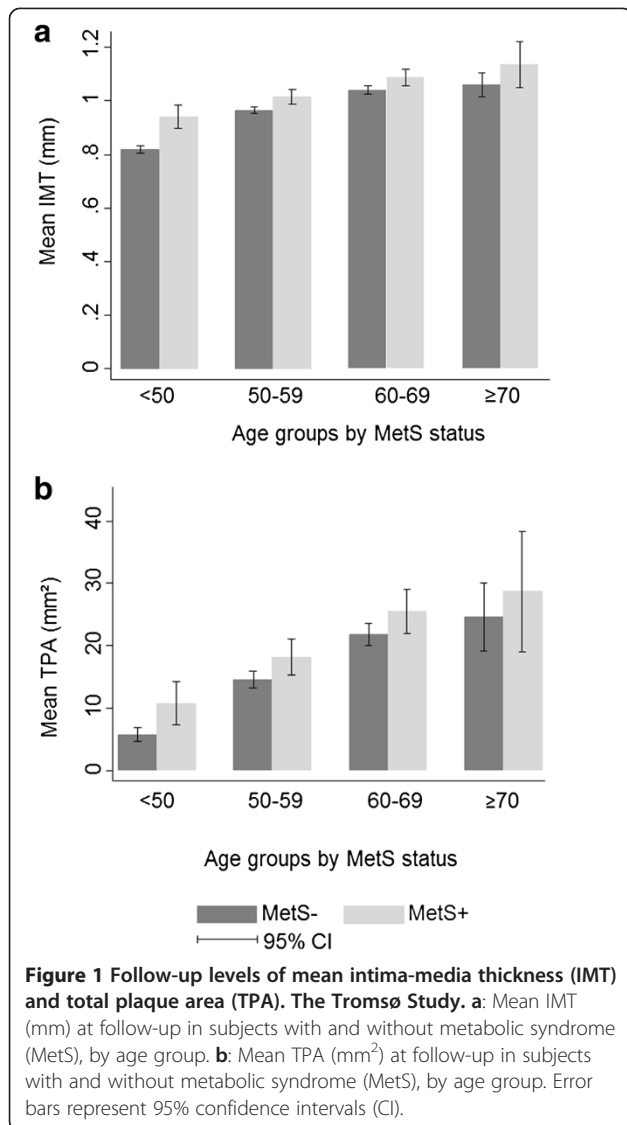 a
1.2
1
.8
.6
.4
.2
0
Mean IMT (mm)
<50 50-59 60-69 ≥70
Age groups by MetS status
b
40
30
20
10
0
Mean TPA (mm²)
<50 50-59 60-69 ≥70
Age groups by MetS status
MetS- MetS+
95% CI
Figure 1 Follow-up levels of mean intima-media thickness (IMT)
and total plaque area (TPA). The Tromsø Study. a: Mean IMT
(mm) at follow-up in subjects with and without metabolic syndrome
(MetS), by age group. b: Mean TPA (mm²) at follow-up in subjects
with and without metabolic syndrome (MetS), by age group. Error
bars represent 95% confidence intervals (CI).